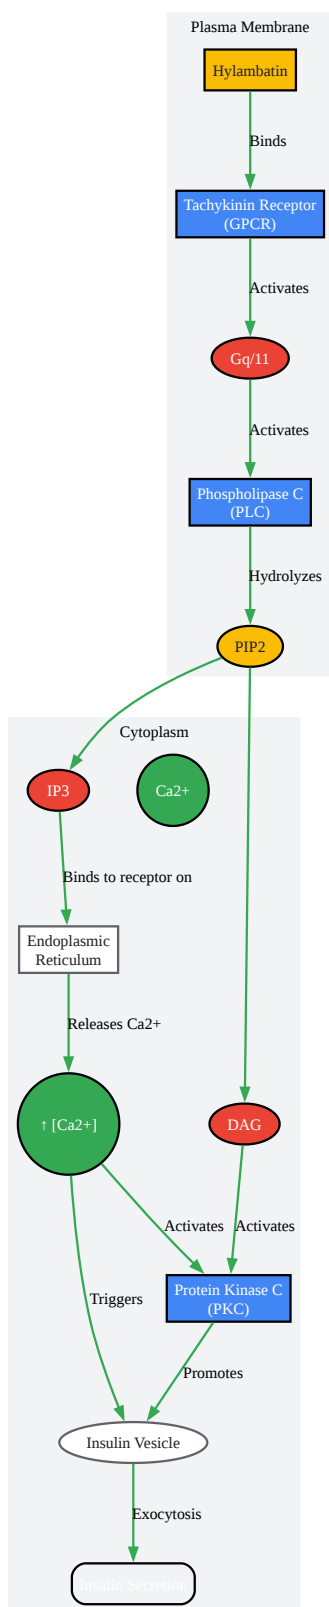 Plasma Membrane
Hylambatin
Binds
Tachykinin Receptor
(GPCR)
Activates
Gq/11
Activates
Phospholipase C
(PLC)
Hydrolyzes
PIP2
Cytoplasm
IP3
Ca2+
Binds to receptor on
Endoplasmic
Reticulum
Releases Ca2+
↑ [Ca2+]
DAG
Activates
Activates
Protein Kinase C
(PKC)
Triggers
Promotes
Insulin Vesicle
Exocytosis
Insulin Secretion